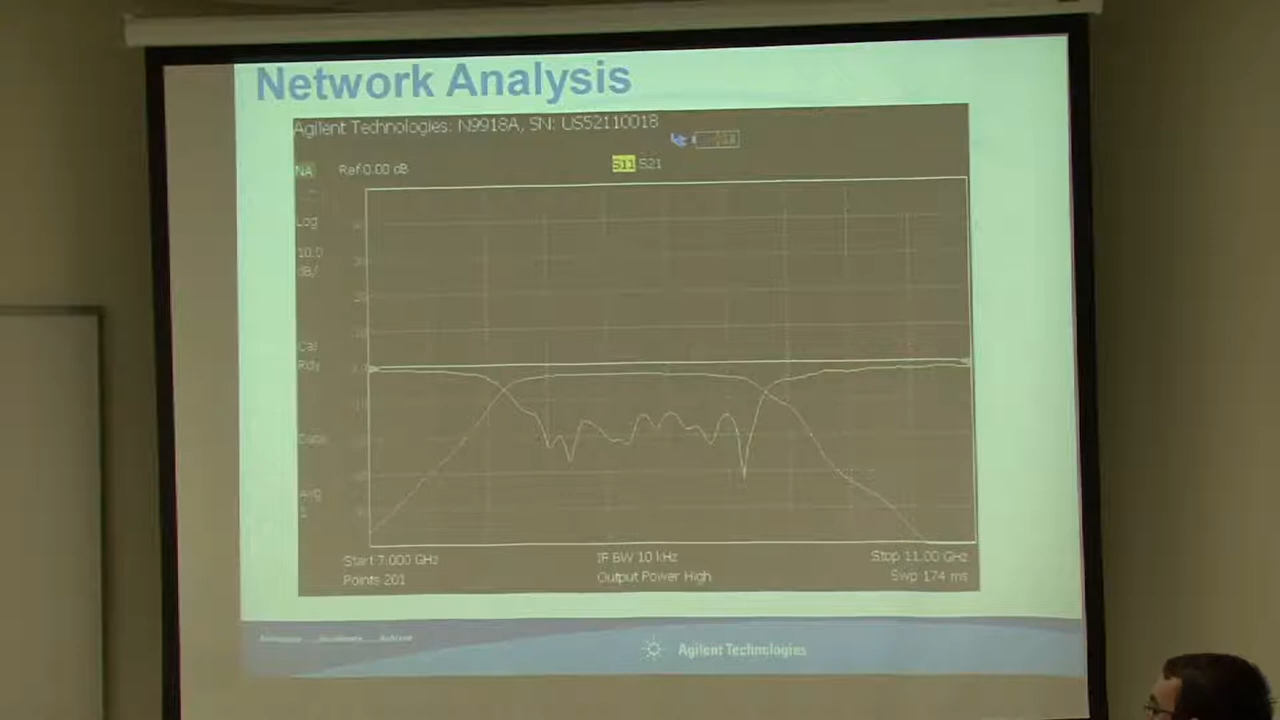 Network Analysis
Agilent Technologies: N9918A, SN: US52110018
NA
Ref 0.00 dB
S11 S21
Log
10.0
dB/
Cal
Rdy
Avg
Start 7.000 GHz
IF BW 10 kHz
Stop 11.00 GHz
Points 201
Output Power High
Swp 174 ms
Agilent Technologies